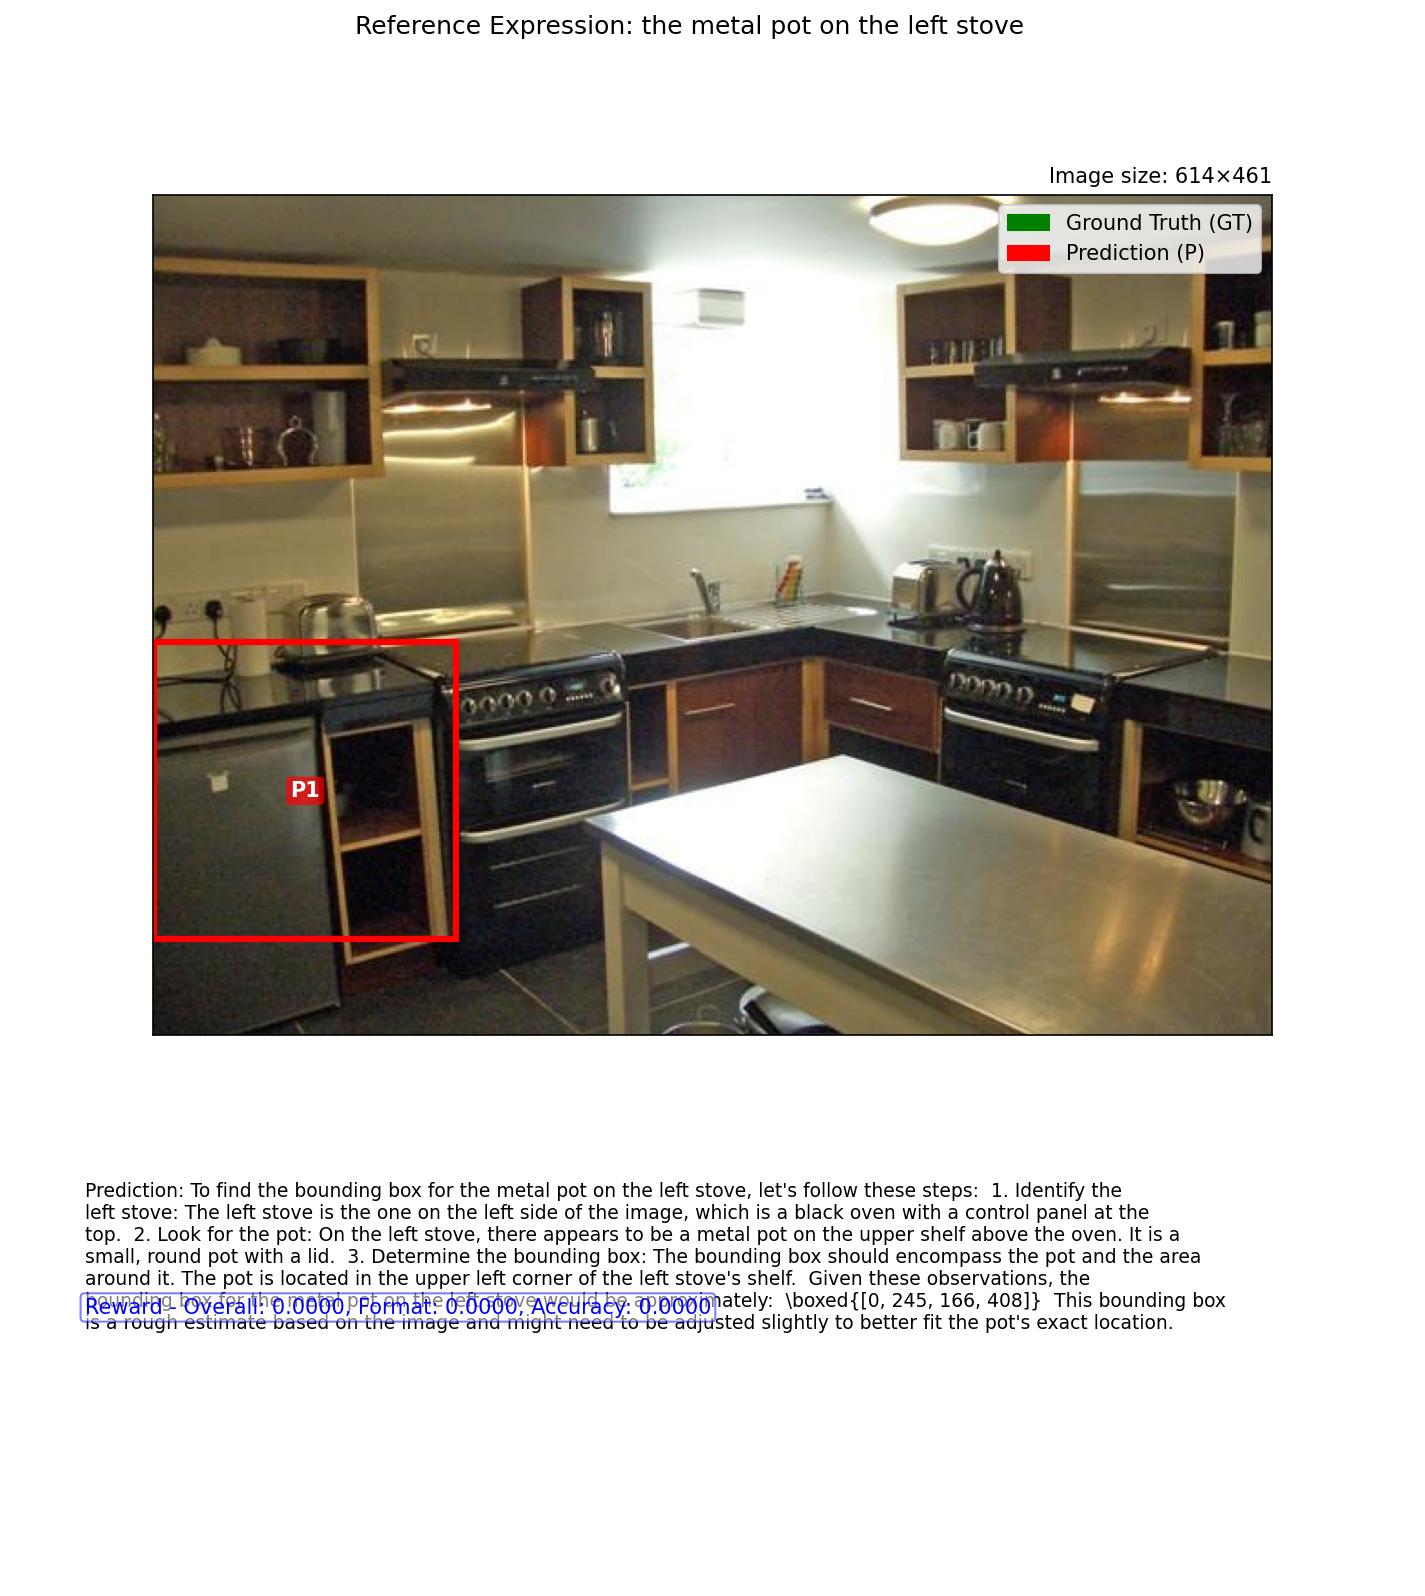 Reference Expression: the metal pot on the left stove
Image size: 614×461
Ground Truth (GT)
Prediction (P)
P1
Prediction: To find the bounding box for the metal pot on the left stove, let's follow these steps:  1. Identify the
left stove: The left stove is the one on the left side of the image, which is a black oven with a control panel at the
top.  2. Look for the pot: On the left stove, there appears to be a metal pot on the upper shelf above the oven. It is a
small, round pot with a lid.  3. Determine the bounding box: The bounding box should encompass the pot and the area
around it. The pot is located in the upper left corner of the left stove's shelf.  Given these observations, the
bounding box for the metal pot on the left stove would be approximately:  \boxed{[0, 245, 166, 408]}  This bounding box
Reward - Overall: 0.0000, Format: 0.0000, Accuracy: 0.0000
is a rough estimate based on the image and might need to be adjusted slightly to better fit the pot's exact location.